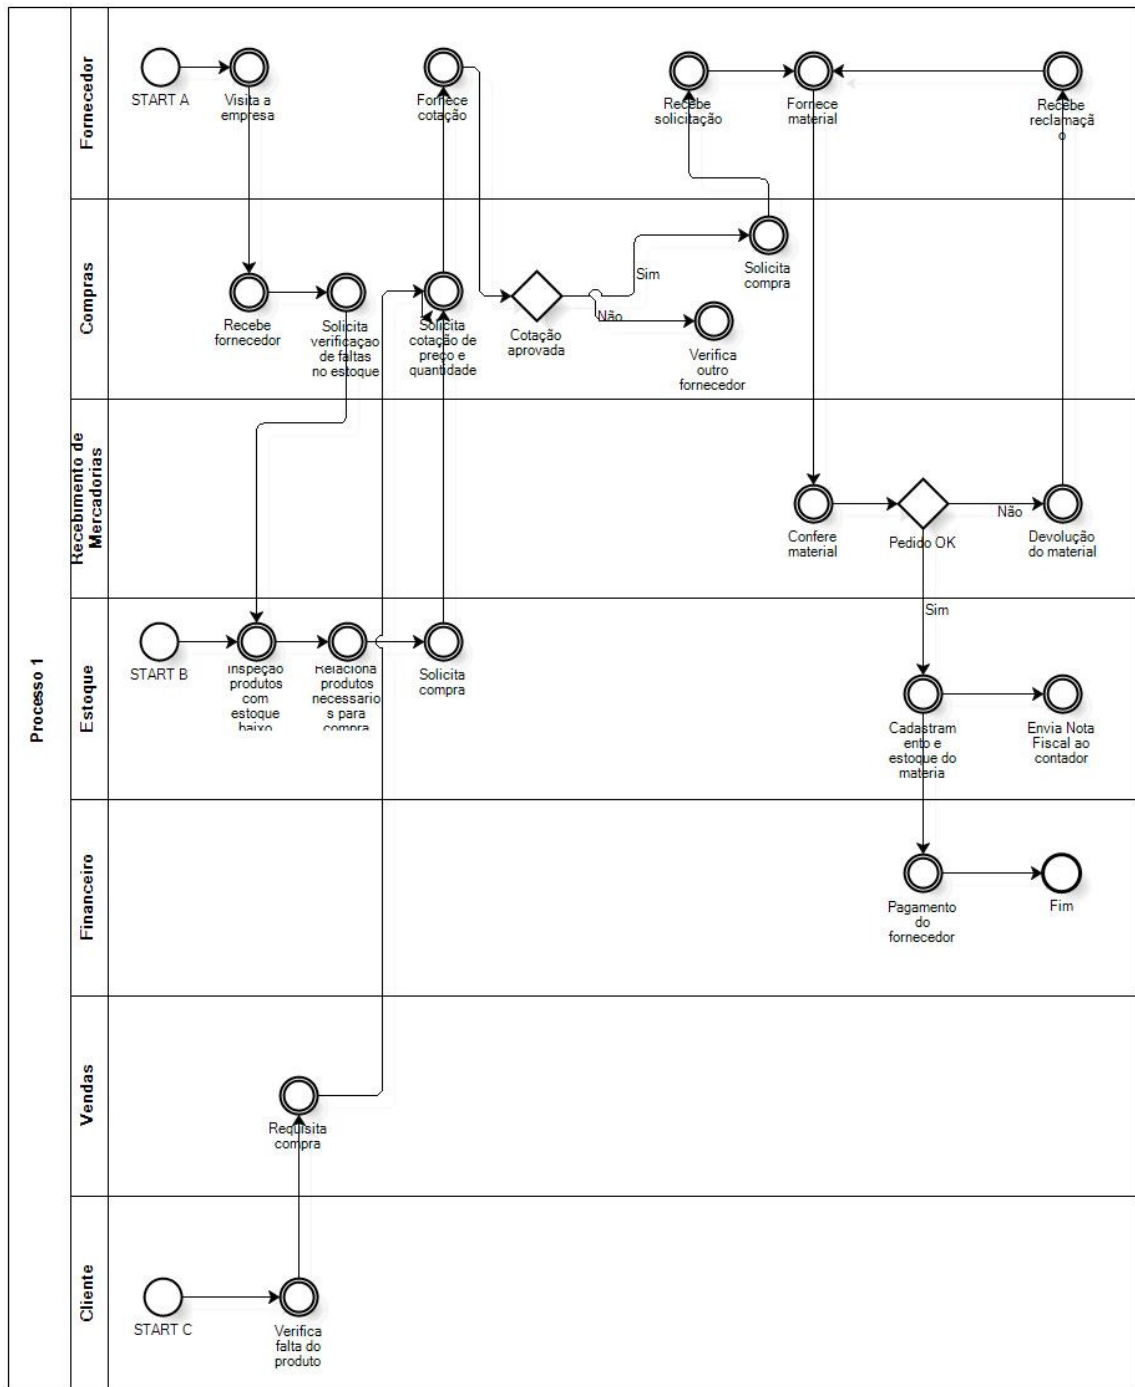 Processo 1
Fornecedor
START A
Visita a
empresa
Fornece
cotação
Recebe
solicitação
Fornece
material
Recebe
reclamaçã
o
Compras
Recebe
fornecedor
Solicita
verificaçao
de faltas
no estoque
Solicita
cotação de
preço e
quantidade
Cotação
aprovada
Sim
Não
Solicita
compra
Verifica
outro
fornecedor
Recebimento de
Mercadorias
Confere
material
Pedido OK
Não
Devolução
do material
Sim
Estoque
START B
Inspeção
produtos
com
estoque
baixo
Relaciona
produtos
necessario
s para
compra
Solicita
compra
Cadastram
ento e
estoque do
materia
Envia Nota
Fiscal ao
contador
Financeiro
Pagamento
do
fornecedor
Fim
Vendas
Requisita
compra
Cliente
START C
Verifica
falta do
produto